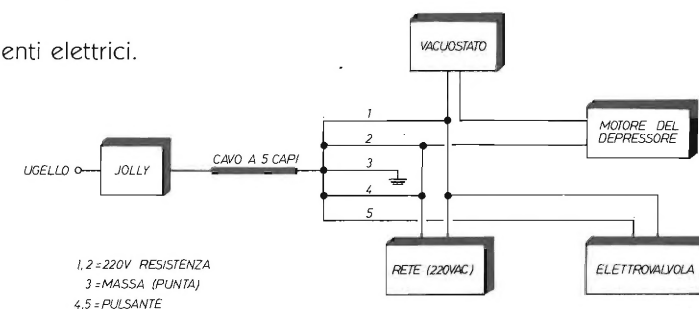 enti elettrici.
VACUOSTATO
MOTORE DEL
DEPRESSORE
UGELLO
JOLLY
CAVO A 5 CAPI
1
2
3
4
5
RETE (220VAC)
ELETTROVALVOLA
1,2=220V RESISTENZA
3=MASSA (PUNTA)
4,5=PULSANTE